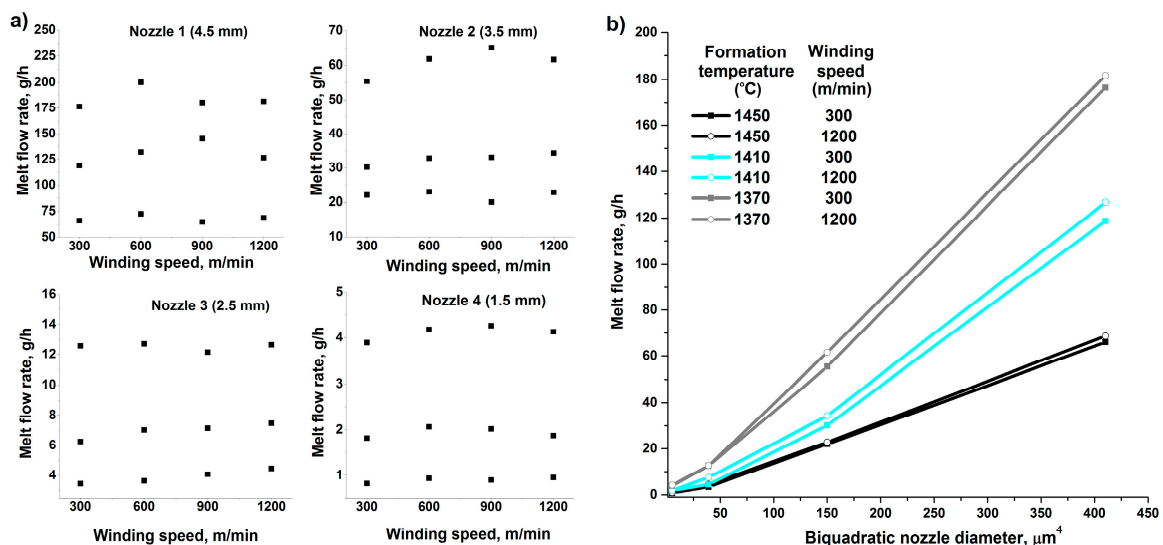 a)
Nozzle 1 (4.5 mm)
Melt flow rate, g/h
250
225
200
175
150
125
100
75
50
300 600 900 1200
Winding speed, m/min
Nozzle 2 (3.5 mm)
Melt flow rate, g/h
70
60
50
40
30
20
10
300 600 900 1200
Winding speed, m/min
Nozzle 3 (2.5 mm)
Melt flow rate, g/h
16
14
12
10
8
6
4
300 600 900 1200
Winding speed, m/min
Nozzle 4 (1.5 mm)
Melt flow rate, g/h
5
4
3
2
1
0
300 600 900 1200
Winding speed, m/min
b)
Formation Winding
temperature speed
(°C) (m/min)
1450 300
1450 1200
1410 300
1410 1200
1370 300
1370 1200
Melt flow rate, g/h
200
180
160
140
120
100
80
60
40
20
0
50 100 150 200 250 300 350 400 450
Biquadratic nozzle diameter, μm⁴